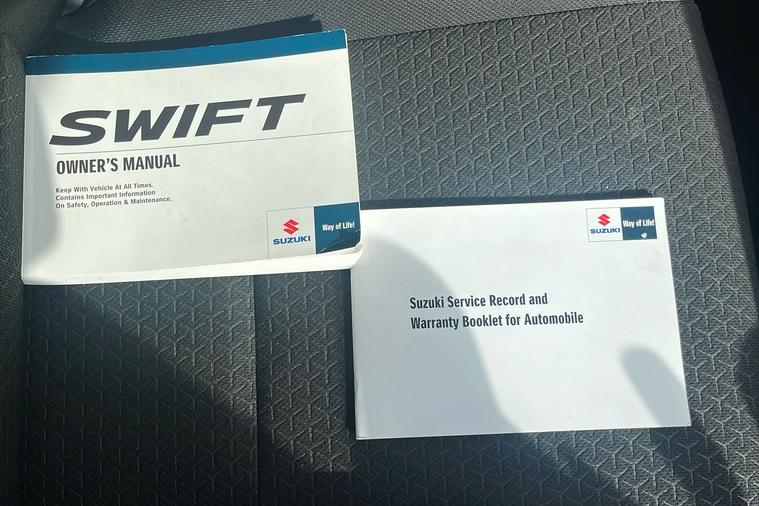 SWIFT
OWNER'S MANUAL
Keep With Vehicle At All Times.
Contains Important Information
On Safety, Operation & Maintenance.
SUZUKI
Way of Life!
SUZUKI
Way of Life!
Suzuki Service Record and
Warranty Booklet for Automobile